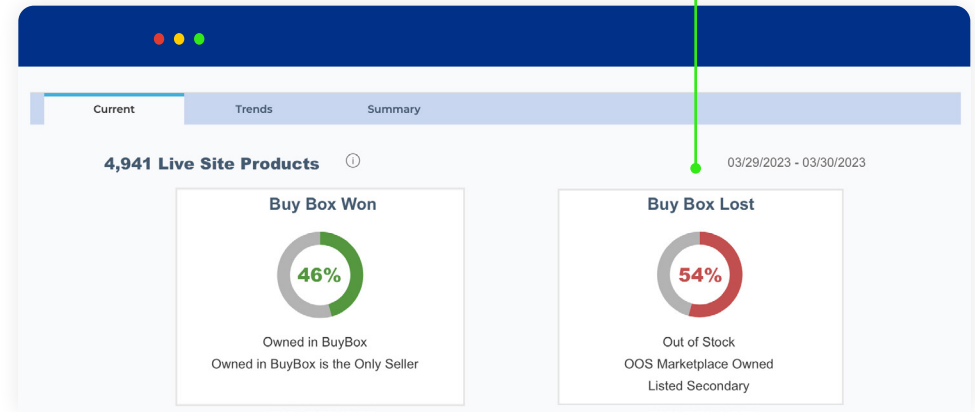 Current Trends Summary
4,941 Live Site Products
03/29/2023 - 03/30/2023
Buy Box Won
46%
Owned in BuyBox
Owned in BuyBox is the Only Seller
Buy Box Lost
54%
Out of Stock
OOS Marketplace Owned
Listed Secondary